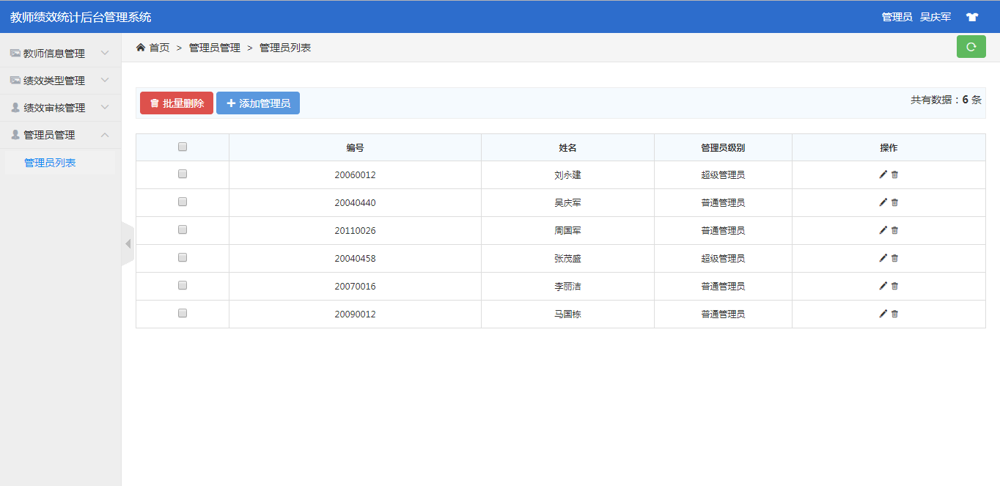 教师绩效统计后台管理系统
管理员 吴庆军
教师信息管理
绩效类型管理
绩效审核管理
管理员管理
管理员列表
首页 > 管理员管理 > 管理员列表
批量删除 添加管理员
共有数据：6 条
编号 姓名 管理员级别 操作
20060012 刘永建 超级管理员
20040440 吴庆军 普通管理员
20110026 周国军 普通管理员
20040458 张茂盛 超级管理员
20070016 李丽洁 普通管理员
20090012 马国栋 普通管理员